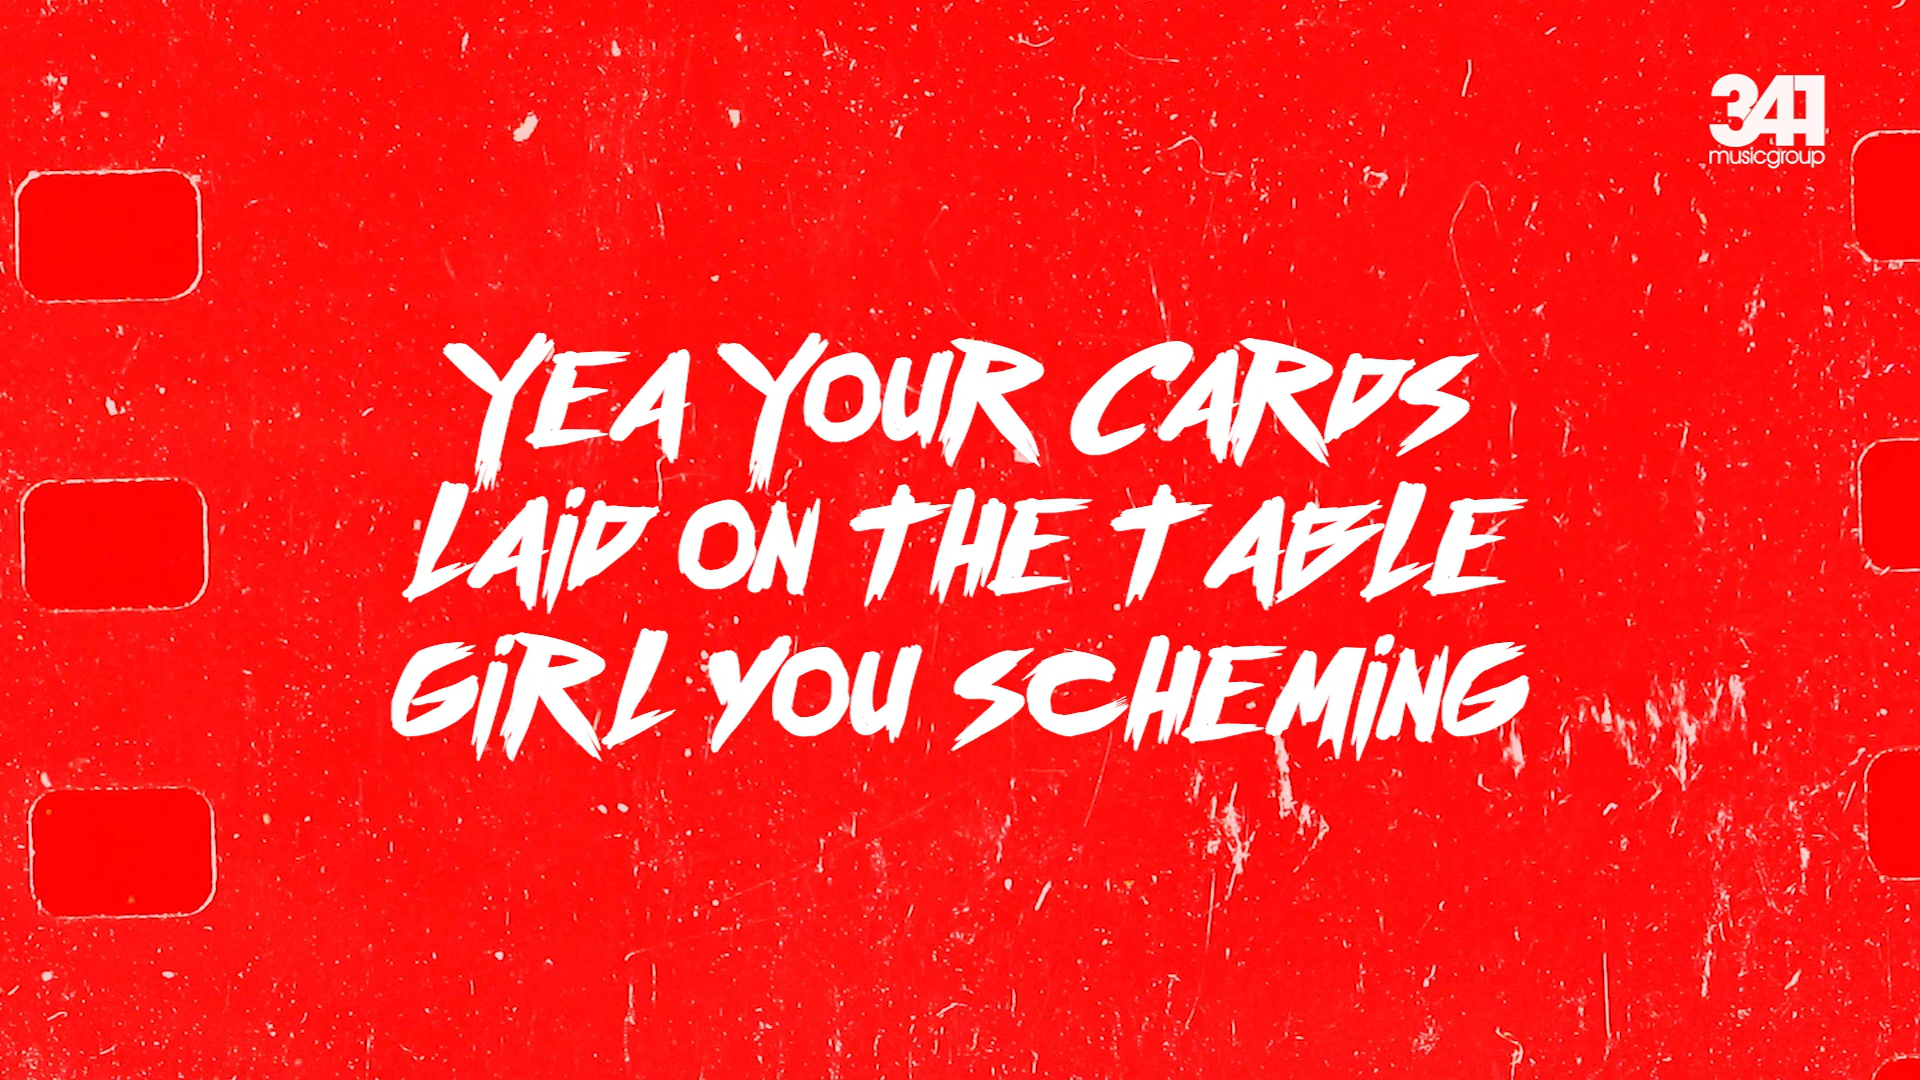 341
musicgroup
YEA YOUR CARDS
LAID ON THE TABLE
GIRL YOU SCHEMING